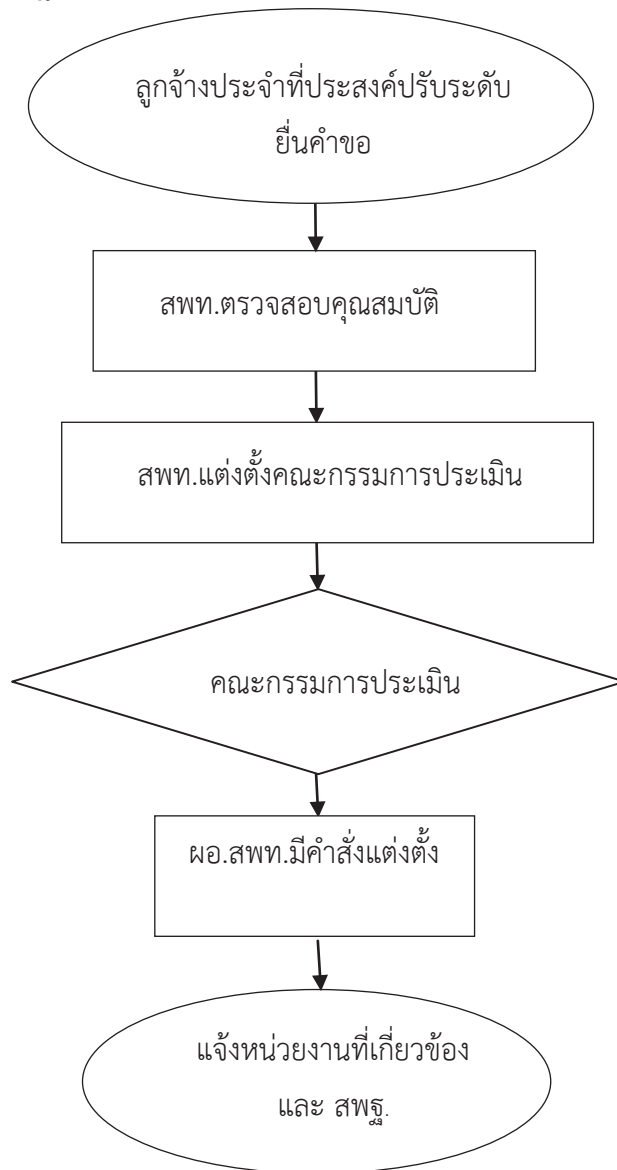 ลูกจ้างประจำที่ประสงค์ปรับระดับ
ยื่นคำขอ
สพท.ตรวจสอบคุณสมบัติ
สพท.แต่งตั้งคณะกรรมการประเมิน
คณะกรรมการประเมิน
ผอ.สพท.มีคำสั่งแต่งตั้ง
แจ้งหน่วยงานที่เกี่ยวข้อง
และ สพฐ.